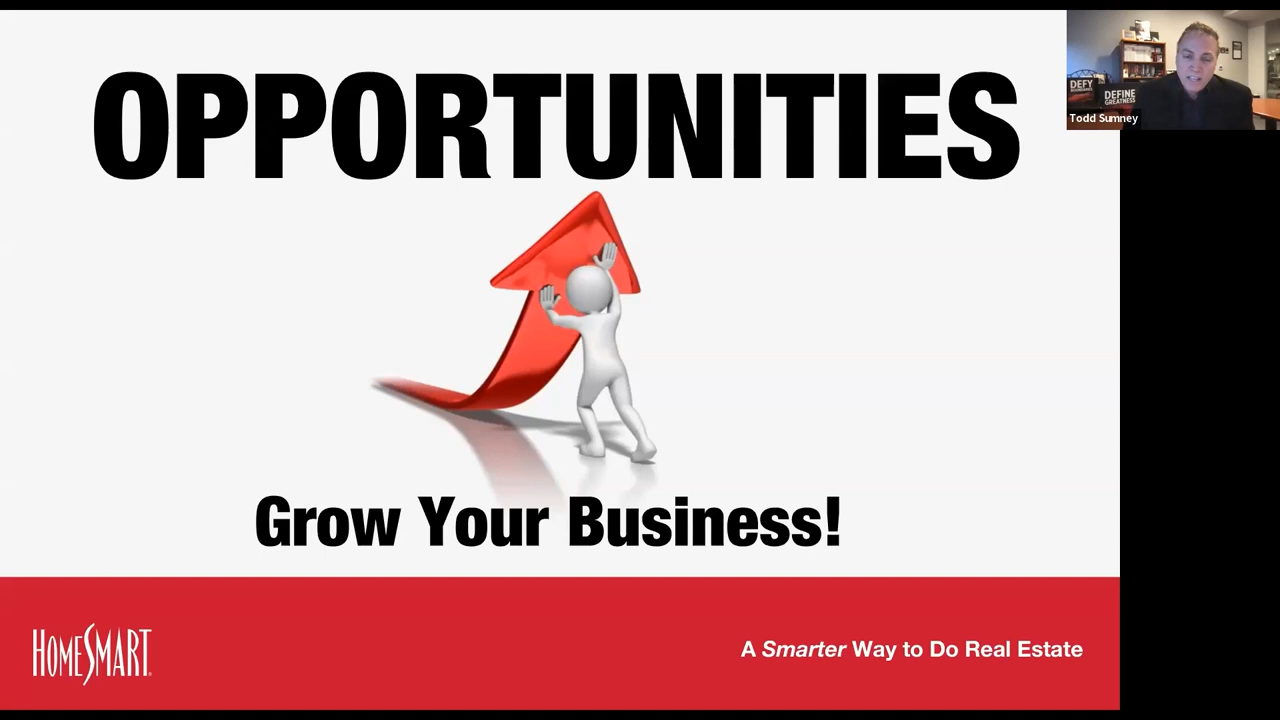 OPPORTUNITIES
DEFY
DEFINE
GREATNESS
Todd Sumney
Grow Your Business!
HOMESMART
A Smarter Way to Do Real Estate